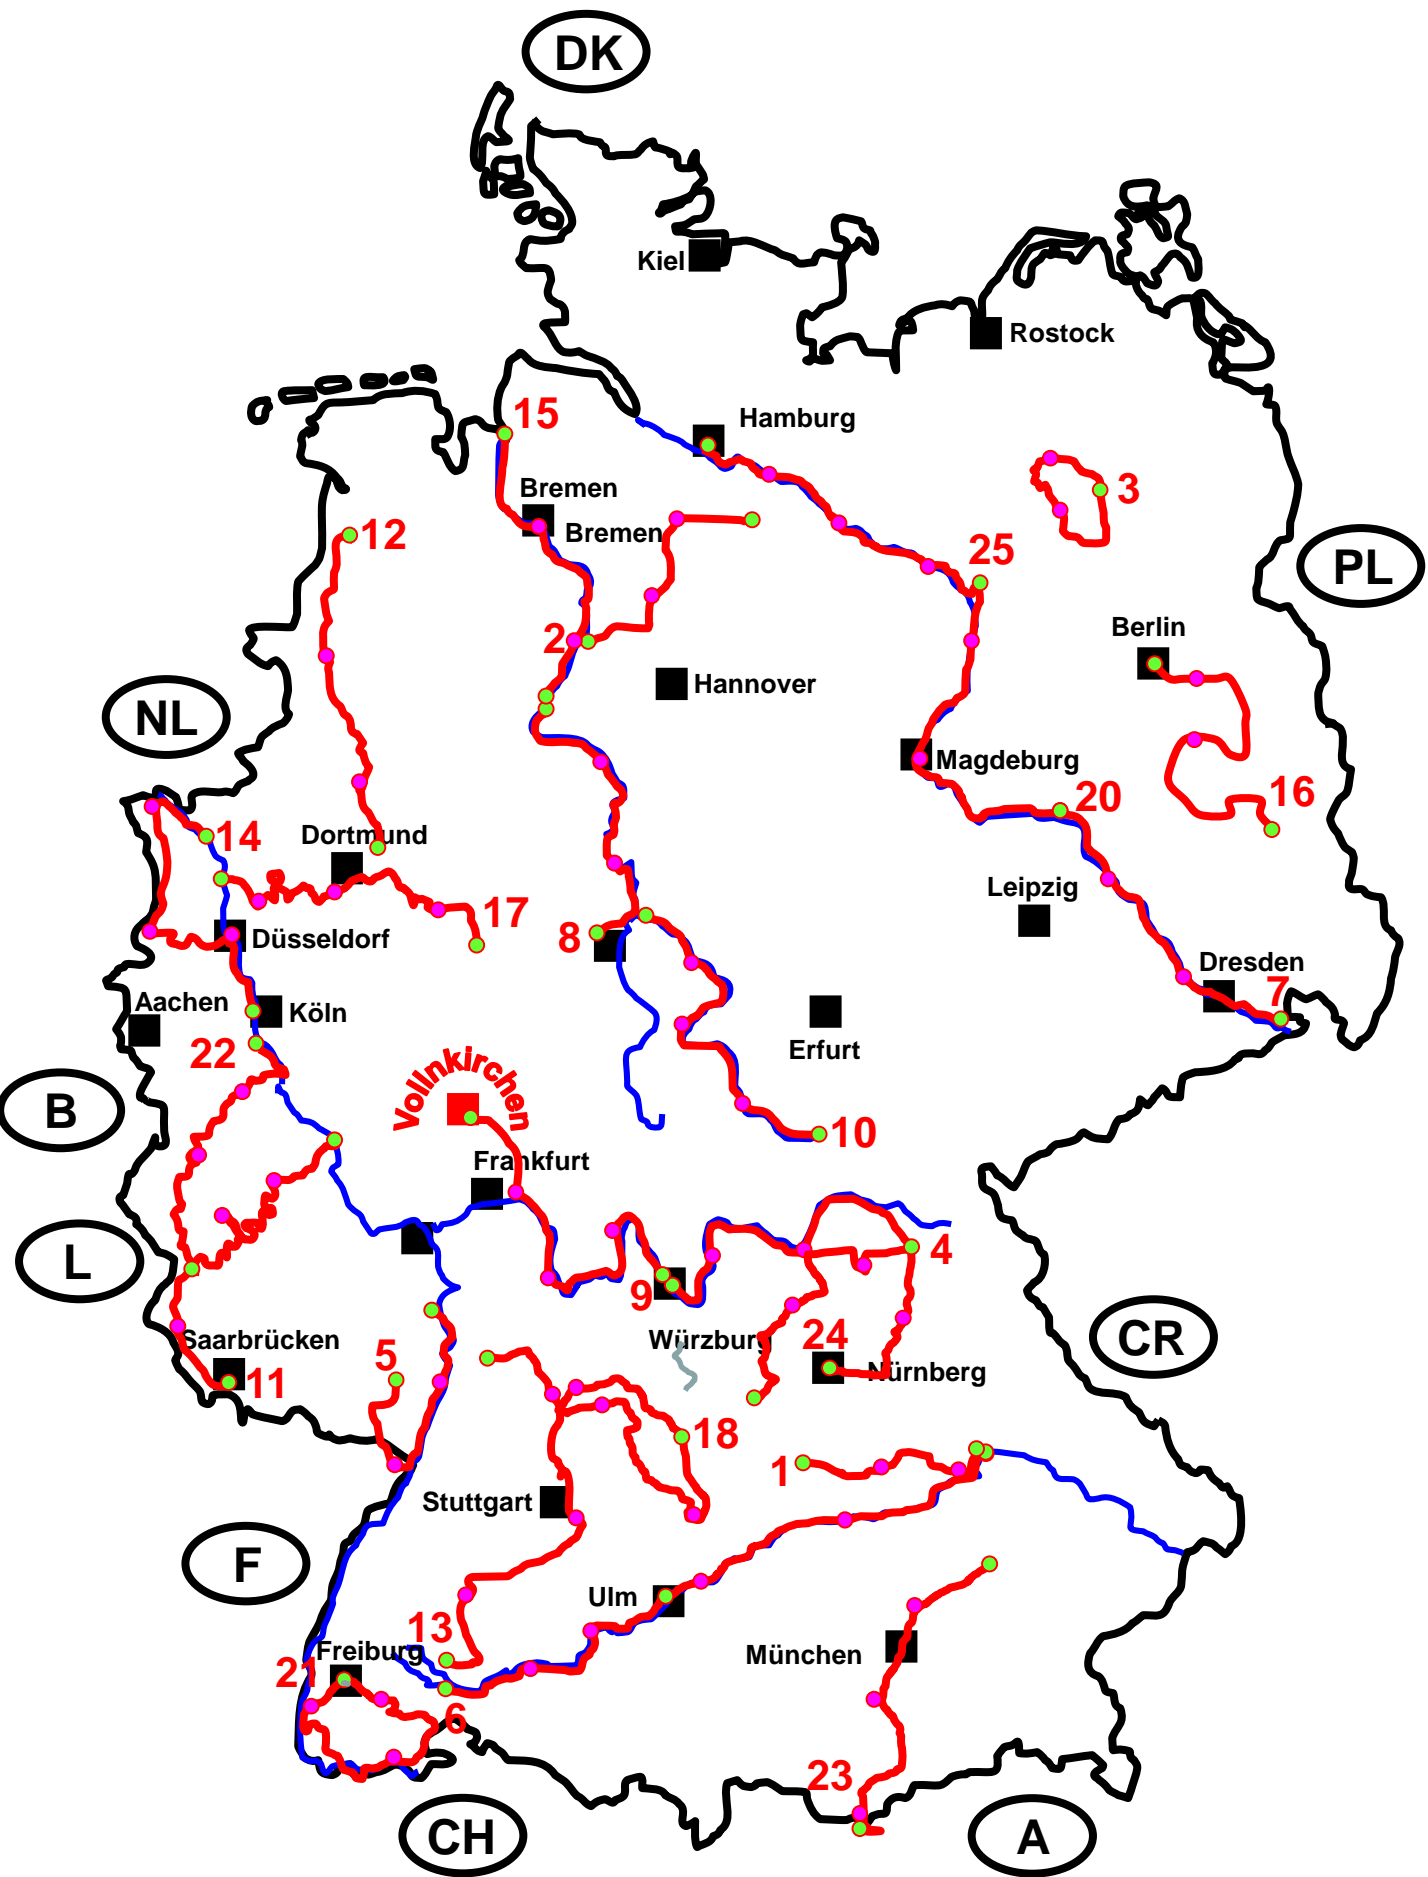 DK
Kiel
Rostock
15
Hamburg
3
Bremen
Bremen
12
25
PL
Berlin
2
Hannover
NL
Magdeburg
20
16
14
Dortmund
Leipzig
17
8
Düsseldorf
Dresden
7
Aachen
Köln
22
Erfurt
Vollnkirchen
B
10
Frankfurt
L
4
9
Saarbrücken
Würzburg
24
CR
5
11
Nürnberg
18
1
Stuttgart
F
Ulm
13
Freiburg
München
21
6
23
CH
A